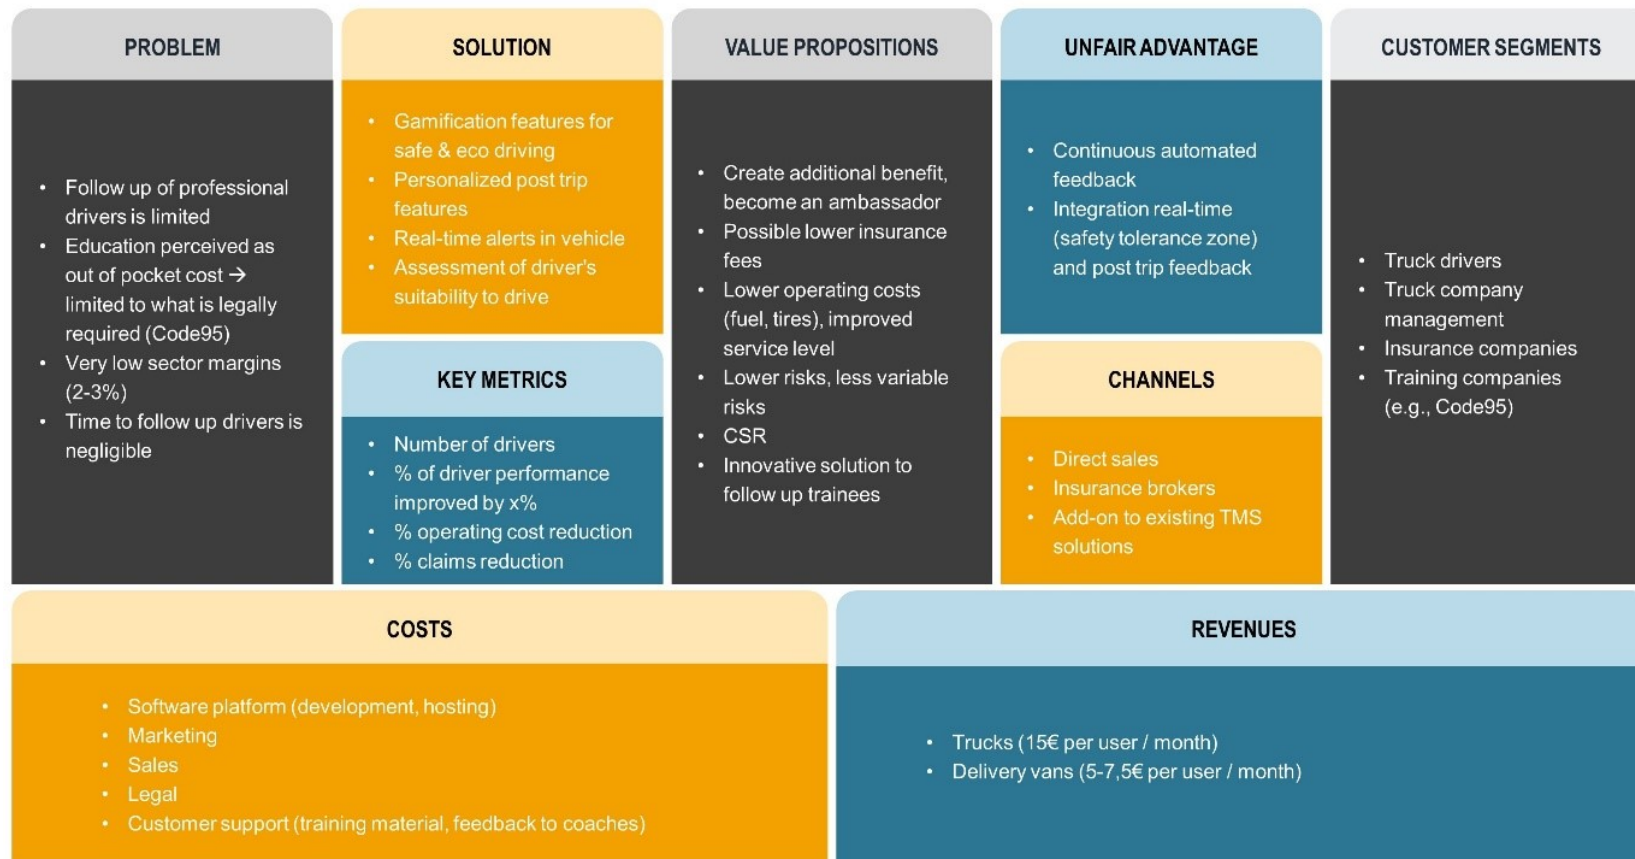 PROBLEM
• Follow up of professional
drivers is limited
• Education perceived as
out of pocket cost →
limited to what is legally
required (Code95)
• Very low sector margins
(2-3%)
• Time to follow up drivers is
negligible
SOLUTION
• Gamification features for
safe & eco driving
• Personalized post trip
features
• Real-time alerts in vehicle
• Assessment of driver's
suitability to drive
KEY METRICS
• Number of drivers
• % of driver performance
improved by x%
• % operating cost reduction
• % claims reduction
VALUE PROPOSITIONS
• Create additional benefit,
become an ambassador
• Possible lower insurance
fees
• Lower operating costs
(fuel, tires), improved
service level
• Lower risks, less variable
risks
• CSR
• Innovative solution to
follow up trainees
UNFAIR ADVANTAGE
• Continuous automated
feedback
• Integration real-time
(safety tolerance zone)
and post trip feedback
CHANNELS
• Direct sales
• Insurance brokers
• Add-on to existing TMS
solutions
CUSTOMER SEGMENTS
• Truck drivers
• Truck company
management
• Insurance companies
• Training companies
(e.g., Code95)
COSTS
• Software platform (development, hosting)
• Marketing
• Sales
• Legal
• Customer support (training material, feedback to coaches)
REVENUES
• Trucks (15€ per user / month)
• Delivery vans (5-7,5€ per user / month)